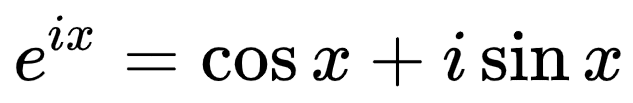 e^{ix} = cos x + i sin x